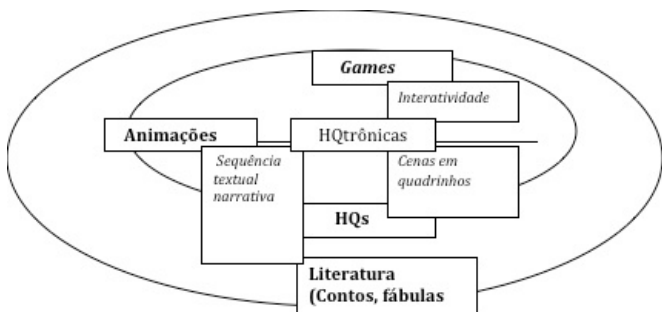 Games
Interatividade
Animações
HQtrônicas
Sequência
textual
narrativa
Cenas em
quadrinhos
HQs
Literatura
(Contos, fábulas